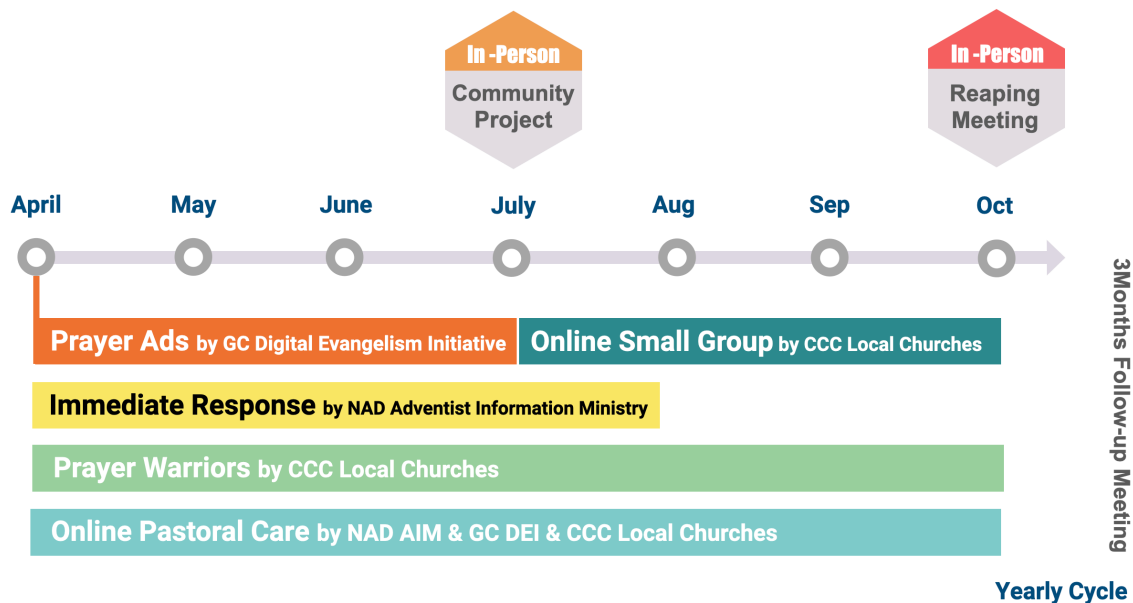 In -Person
Community
Project
In -Person
Reaping
Meeting
April
May
June
July
Aug
Sep
Oct
Prayer Ads by GC Digital Evangelism Initiative
Online Small Group by CCC Local Churches
Immediate Response by NAD Adventist Information Ministry
Prayer Warriors by CCC Local Churches
Online Pastoral Care by NAD AIM & GC DEI & CCC Local Churches
3Months Follow-up Meeting
Yearly Cycle